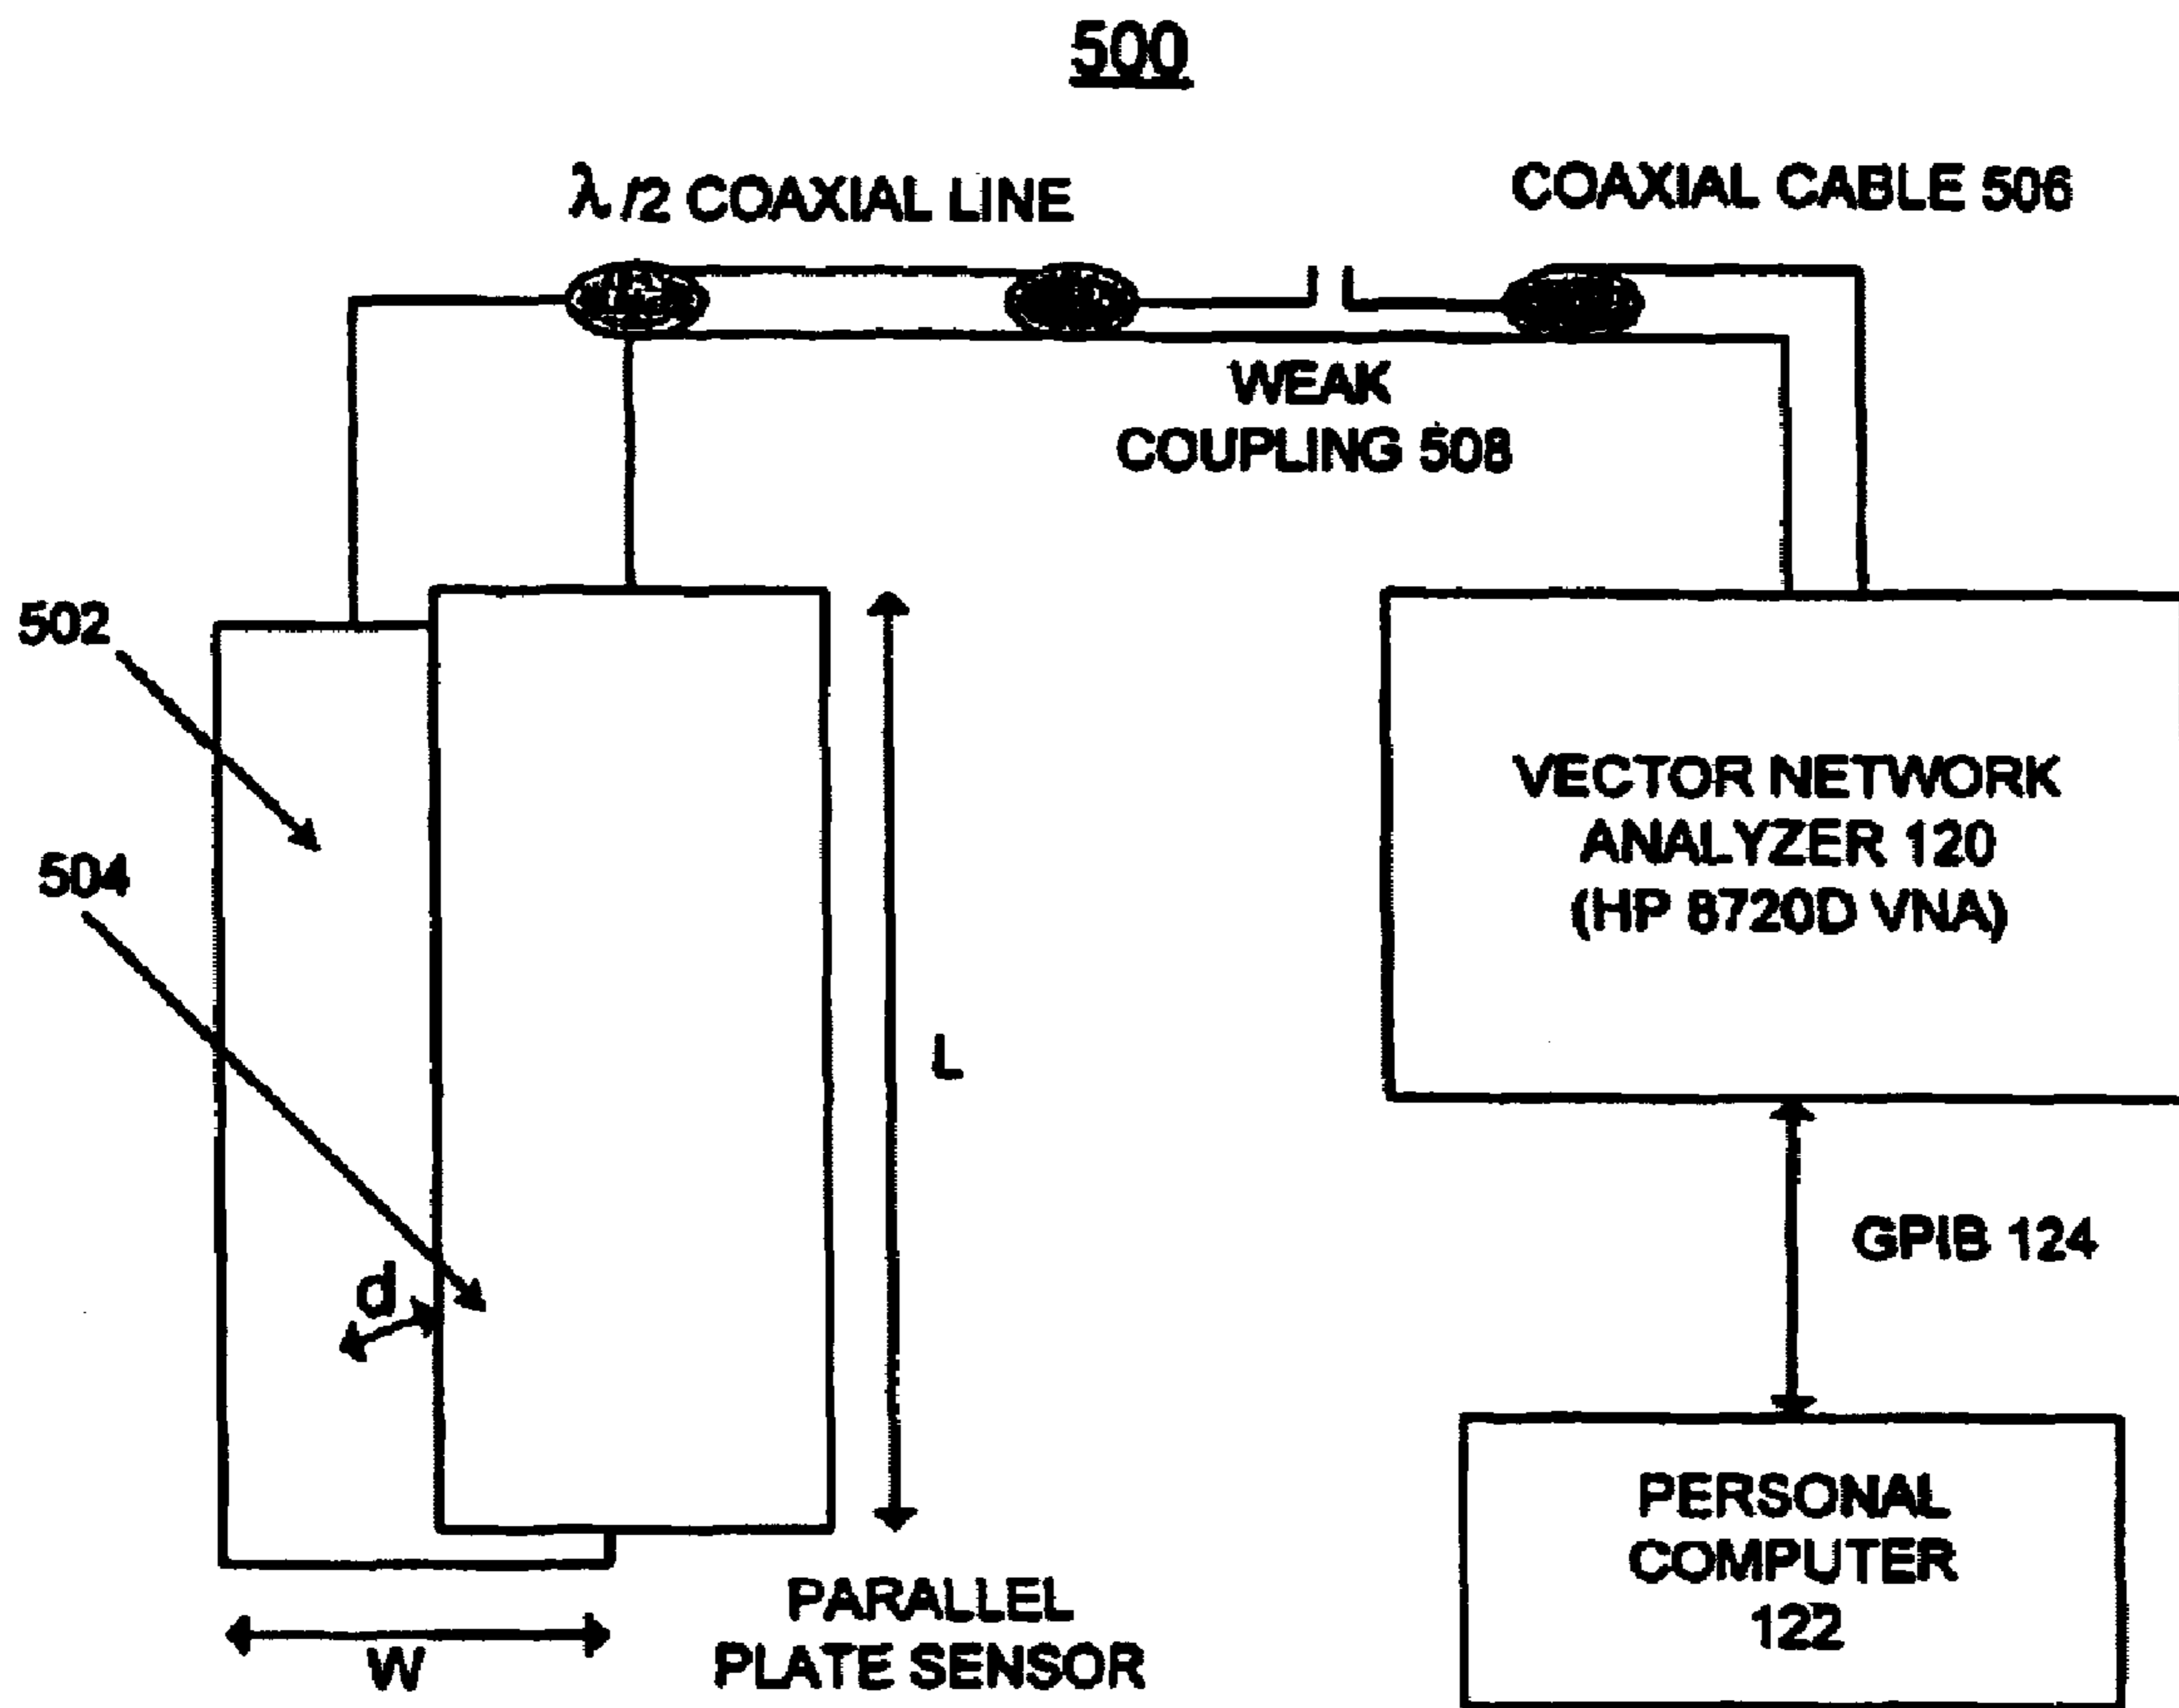 500
λ/2 COAXIAL LINE
COAXIAL CABLE 506
WEAK
COUPLING 508
502
504
VECTOR NETWORK
ANALYZER 120
(HP 8720D VNA)
L
d
GPIB 124
PERSONAL
COMPUTER
122
PARALLEL
PLATE SENSOR
W